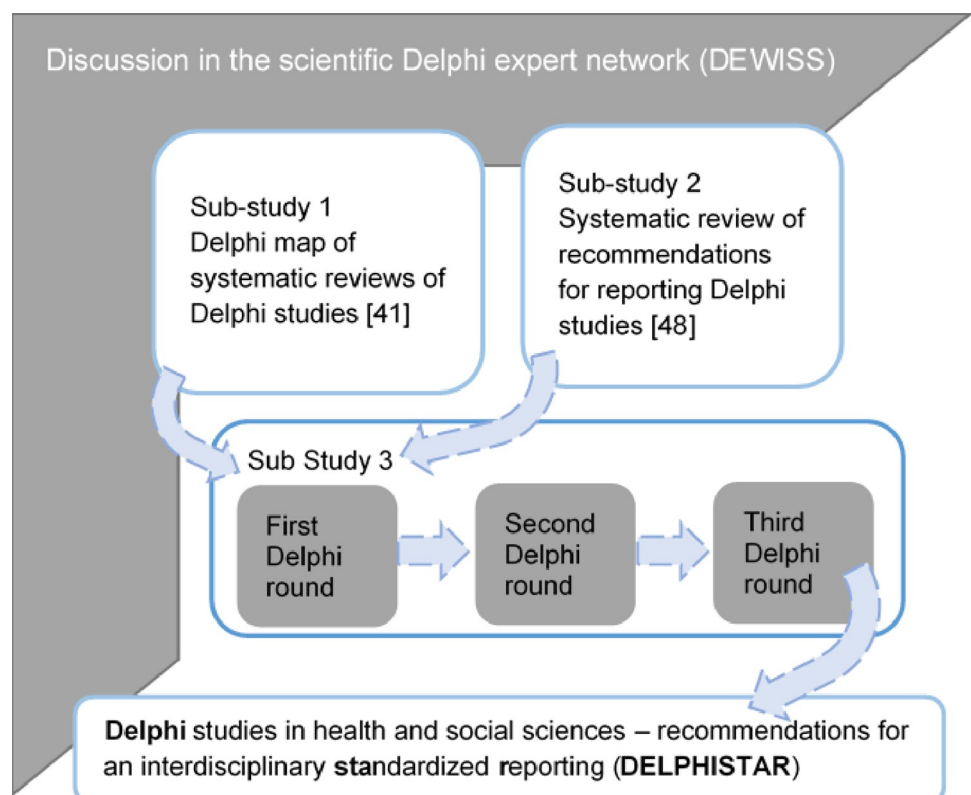 Discussion in the scientific Delphi expert network (DEWISS)
Sub-study 1
Delphi map of
systematic reviews of
Delphi studies [41]
Sub-study 2
Systematic review of
recommendations
for reporting Delphi
studies [48]
Sub Study 3
First
Delphi
round
Second
Delphi
round
Third
Delphi
round
Delphi studies in health and social sciences – recommendations for
an interdisciplinary standardized reporting (DELPHISTAR)